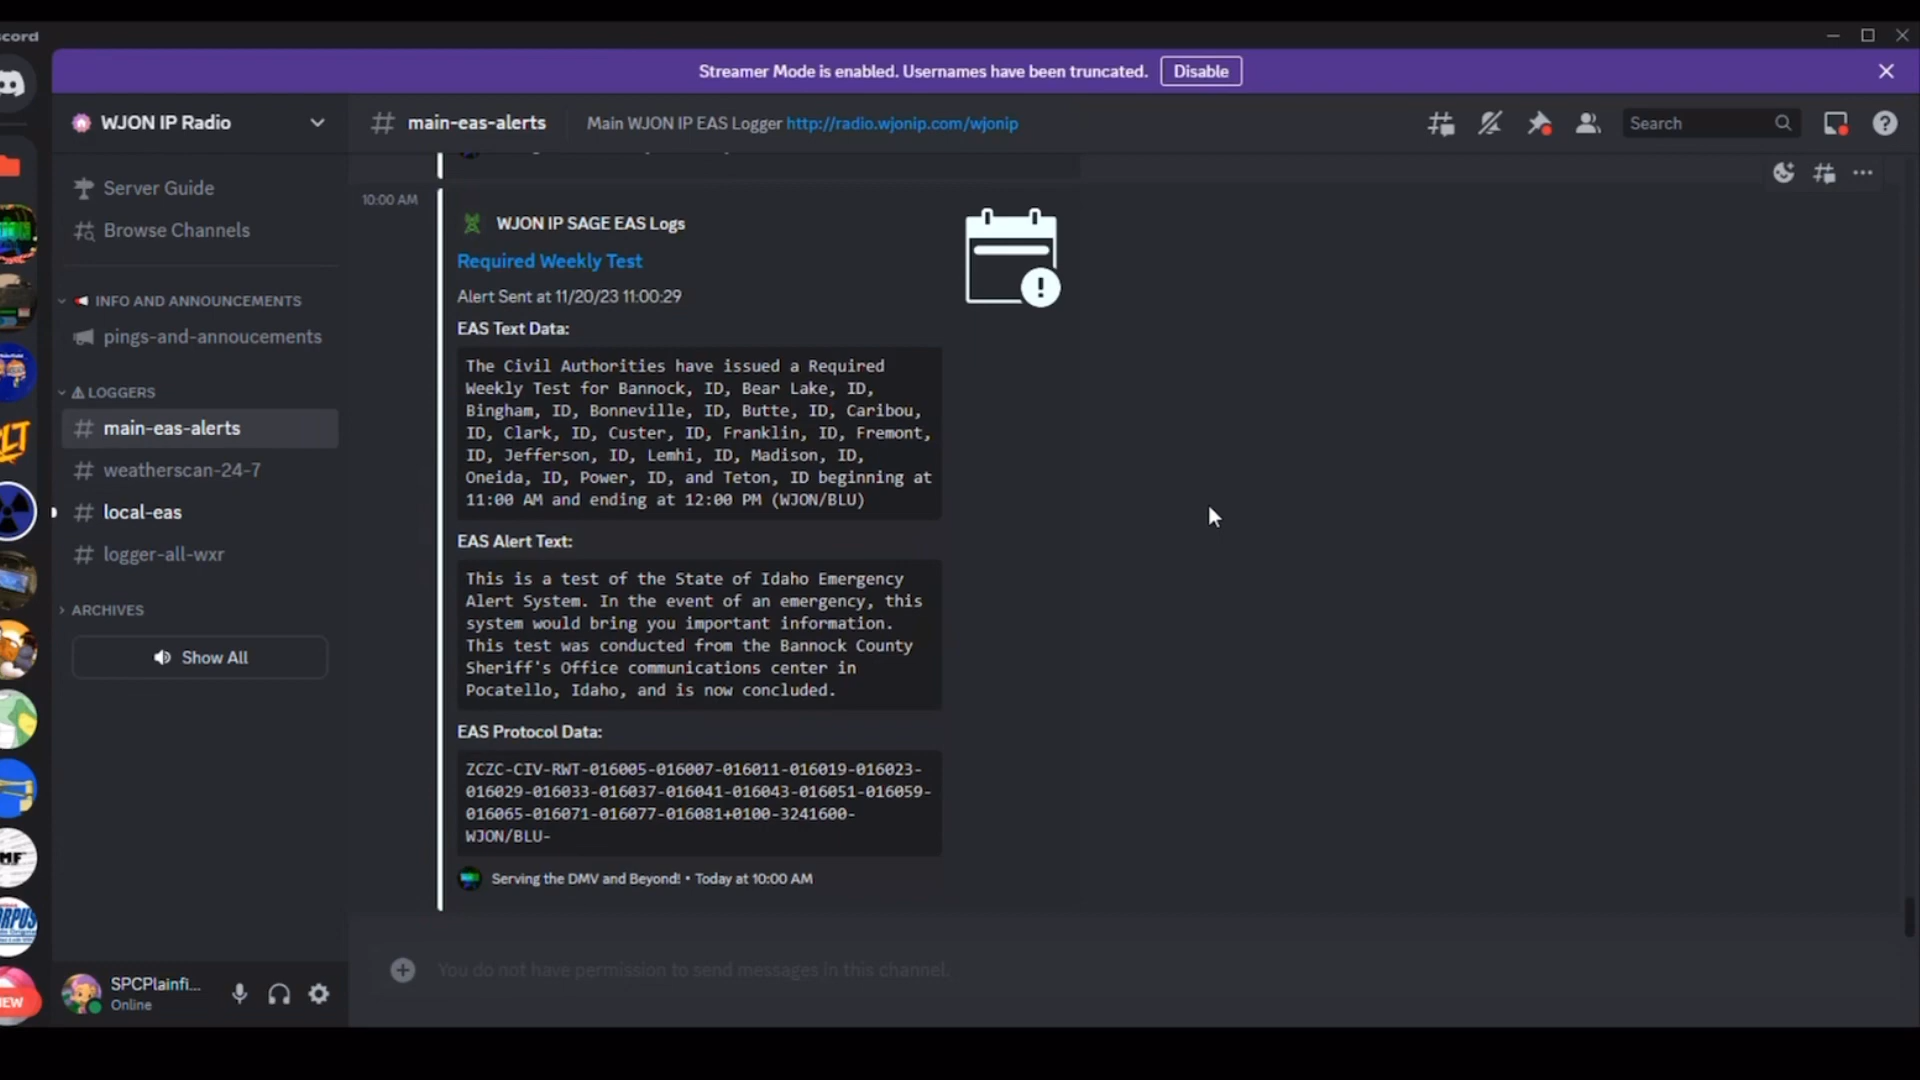 Streamer Mode is enabled. Usernames have been truncated. Disable
WJON IP Radio
main-eas-alerts
Main WJON IP EAS Logger http://radio.wjonip.com/wjonip
Search
Server Guide
Browse Channels
INFO AND ANNOUNCEMENTS
pings-and-annoucements
LOGGERS
main-eas-alerts
weatherscan-24-7
local-eas
logger-all-wxr
ARCHIVES
Show All
SPCPlainfi...
Online
10:00 AM
WJON IP SAGE EAS Logs
Required Weekly Test
Alert Sent at 11/20/23 11:00:29
EAS Text Data:
The Civil Authorities have issued a Required
Weekly Test for Bannock, ID, Bear Lake, ID,
Bingham, ID, Bonneville, ID, Butte, ID, Caribou,
ID, Clark, ID, Custer, ID, Franklin, ID, Fremont,
ID, Jefferson, ID, Lemhi, ID, Madison, ID,
Oneida, ID, Power, ID, and Teton, ID beginning at
11:00 AM and ending at 12:00 PM (WJON/BLU)
EAS Alert Text:
This is a test of the State of Idaho Emergency
Alert System. In the event of an emergency, this
system would bring you important information.
This test was conducted from the Bannock County
Sheriff's Office communications center in
Pocatello, Idaho, and is now concluded.
EAS Protocol Data:
ZCZC-CIV-RWT-016005-016007-016011-016019-016023-
016029-016033-016037-016041-016043-016051-016059-
016065-016071-016077-016081+0100-3241600-
WJON/BLU-
Serving the DMV and Beyond! • Today at 10:00 AM
You do not have permission to send messages in this channel.